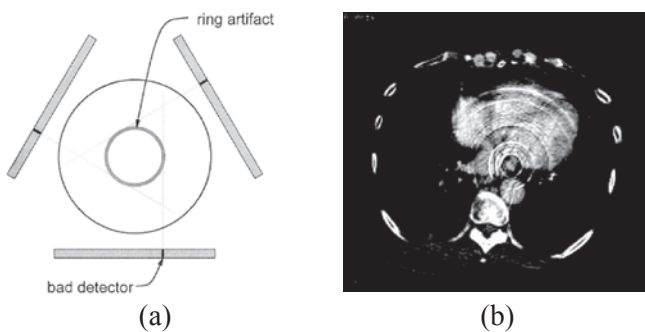 ring artifact
bad detector
(a)
(b)